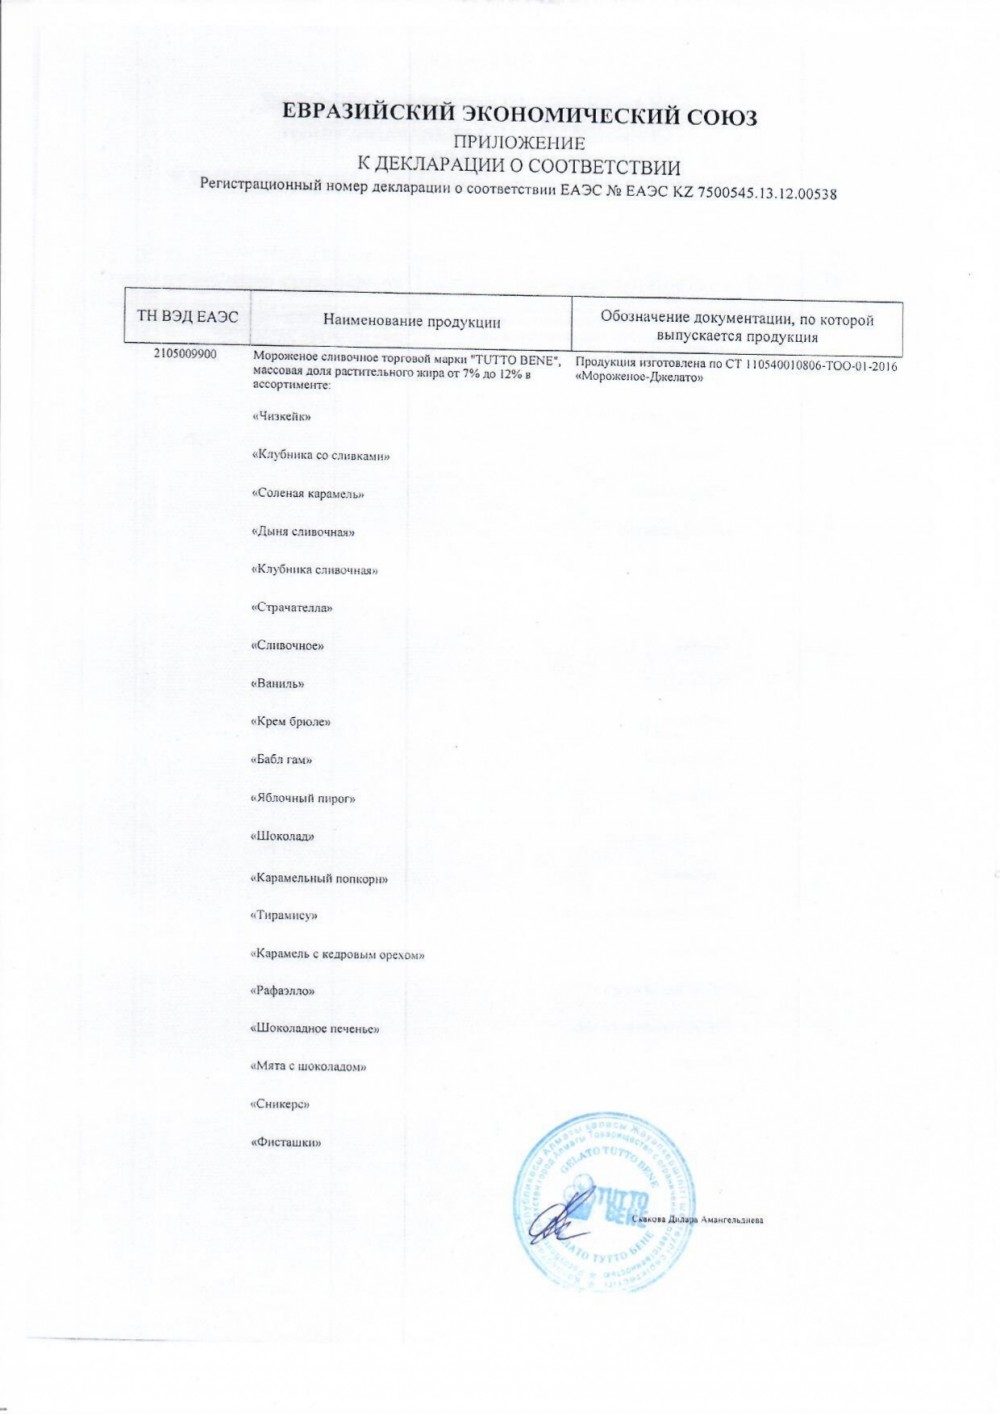 ЕВРАЗИЙСКИЙ ЭКОНОМИЧЕСКИЙ СОЮЗ
ПРИЛОЖЕНИЕ
К ДЕКЛАРАЦИИ О СООТВЕТСТВИИ
Регистрационный номер декларации о соответствии ЕАЭС № ЕАЭС KZ 7500545.13.12.00538
ТН ВЭД ЕАЭС
Наименование продукции
Обозначение документации, по которой
выпускается продукция
2105009900
Мороженое сливочное торговой марки "TUTTO BENE",
массовая доля растительного жира от 7% до 12% в
ассортименте:
Продукция изготовлена по СТ 110540010806-ТОО-01-2016
«Мороженое-Джелато»
«Чизкейк»
«Клубника со сливками»
«Соленая карамель»
«Дыня сливочная»
«Клубника сливочная»
«Страчателла»
«Сливочное»
«Ваниль»
«Крем брюле»
«Бабл гам»
«Яблочный пирог»
«Шоколад»
«Карамельный попкорн»
«Тирамису»
«Карамель с кедровым орехом»
«Рафаэлло»
«Шоколадное печенье»
«Мята с шоколадом»
«Сникерс»
«Фисташки»
GELATO TUTTO BENE
TUTTO
BENE
Скакова Дилара Амангельдиева